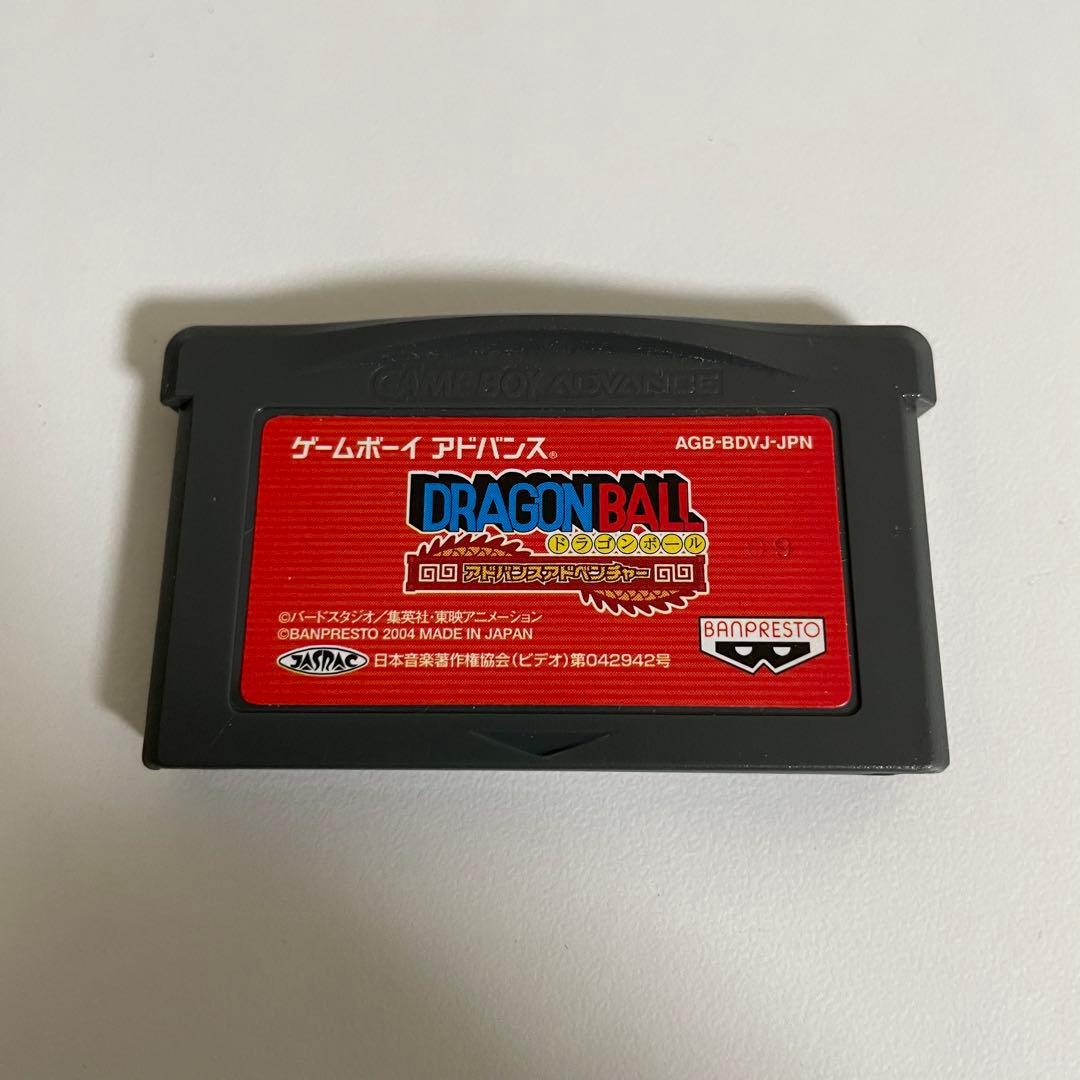 GAME BOY ADVANCE
ゲームボーイ アドバンス®
AGB-BDVJ-JPN
DRAGON BALL
ドラゴンボール
アドバンスアドベンチャー
©バードスタジオ/集英社・東映アニメーション
©BANPRESTO 2004 MADE IN JAPAN
BANPRESTO
JASRAC 日本音楽著作権協会(ビデオ)第042942号